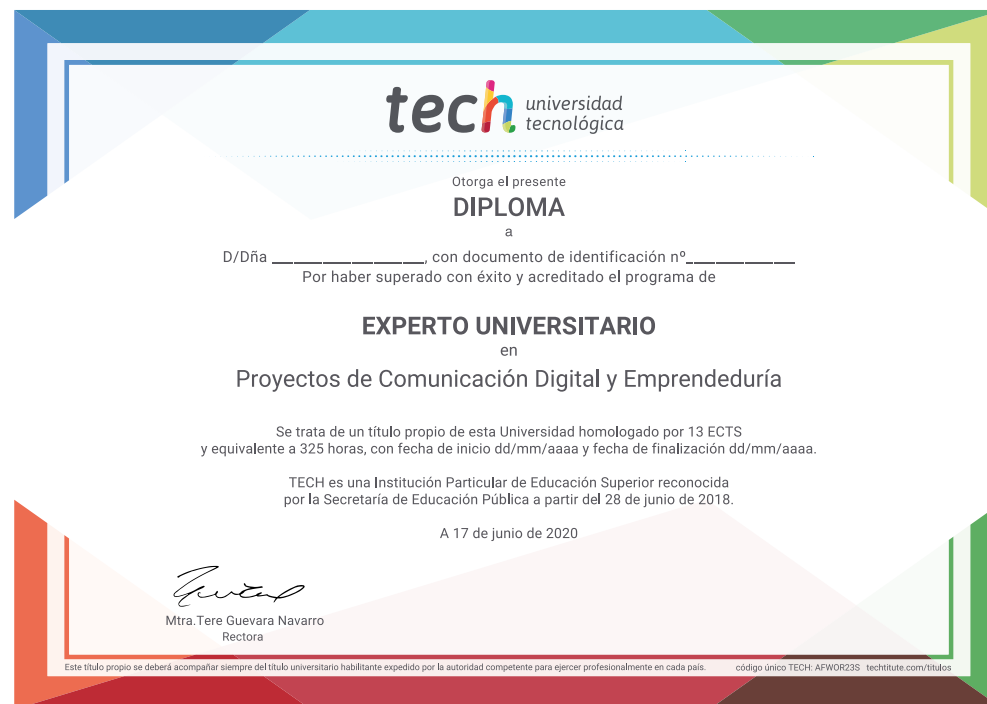 tech universidad
tecnológica
Otorga el presente
DIPLOMA
a
D/Dña ____________________, con documento de identificación nº______________
Por haber superado con éxito y acreditado el programa de
EXPERTO UNIVERSITARIO
en
Proyectos de Comunicación Digital y Emprendeduría
Se trata de un título propio de esta Universidad homologado por 13 ECTS
y equivalente a 325 horas, con fecha de inicio dd/mm/aaaa y fecha de finalización dd/mm/aaaa.
TECH es una Institución Particular de Educación Superior reconocida
por la Secretaría de Educación Pública a partir del 28 de junio de 2018.
A 17 de junio de 2020
Mtra.Tere Guevara Navarro
Rectora
Este título propio se deberá acompañar siempre del título universitario habilitante expedido por la autoridad competente para ejercer profesionalmente en cada país. código único TECH: AFWOR23S techtitute.com/titulos